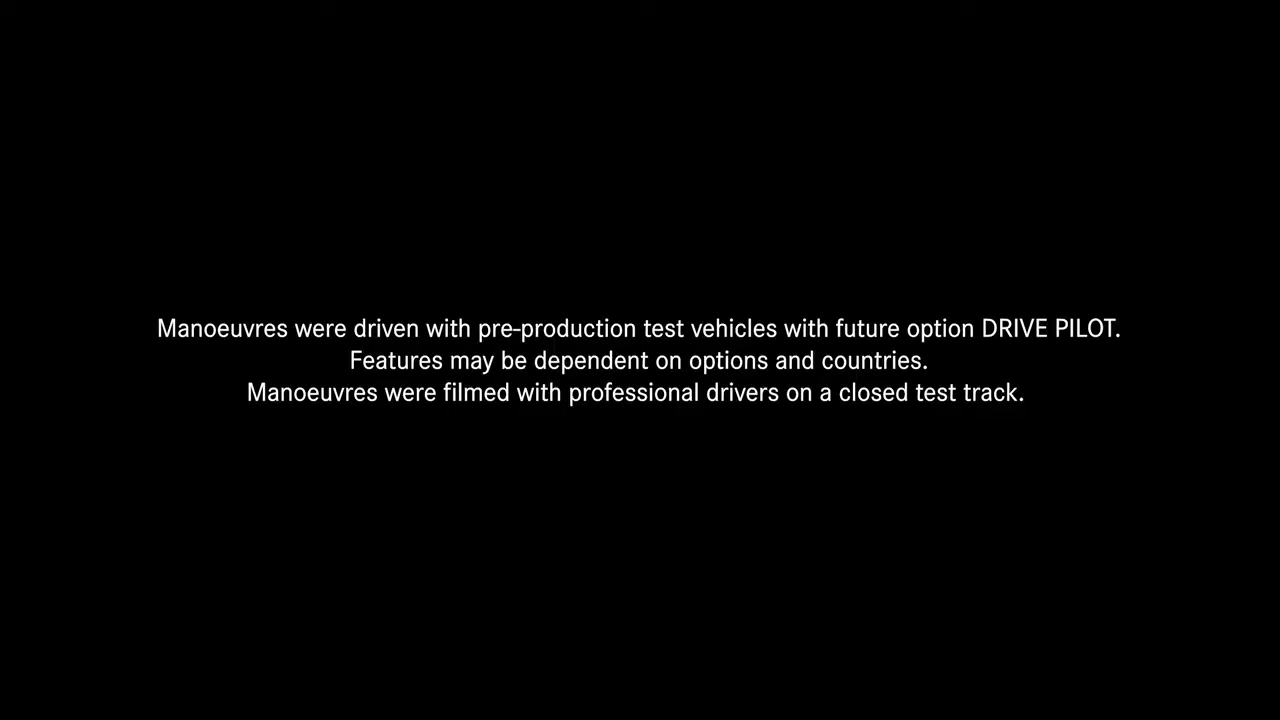 Manoeuvres were driven with pre-production test vehicles with future option DRIVE PILOT.
Features may be dependent on options and countries.
Manoeuvres were filmed with professional drivers on a closed test track.